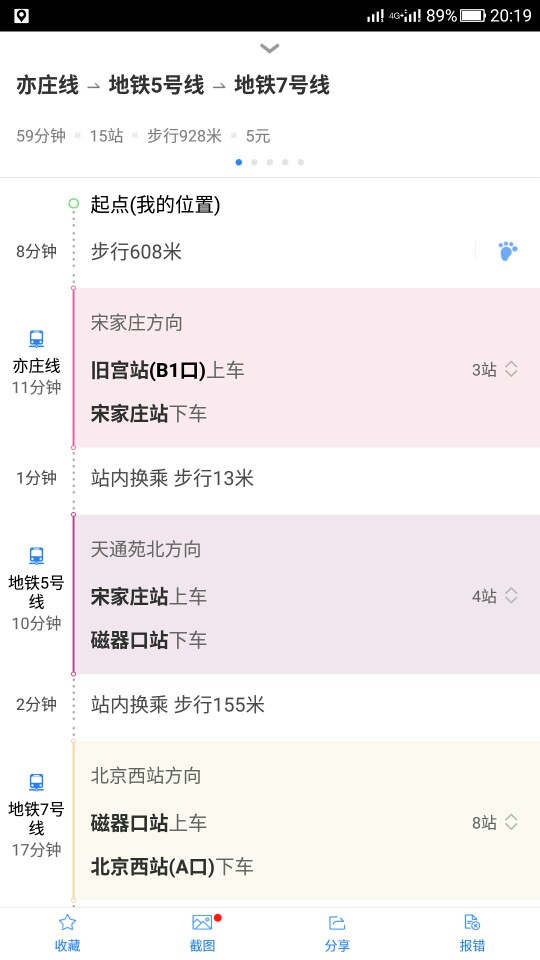 4G+ 89% 20:19
亦庄线 → 地铁5号线 → 地铁7号线
59分钟 15站 步行928米 5元
起点(我的位置)
8分钟 步行608米
宋家庄方向
亦庄线
11分钟
旧宫站(B1口)上车 3站
宋家庄站下车
1分钟 站内换乘 步行13米
天通苑北方向
地铁5号
线
10分钟
宋家庄站上车 4站
磁器口站下车
2分钟 站内换乘 步行155米
北京西站方向
地铁7号
线
17分钟
磁器口站上车 8站
北京西站(A口)下车
收藏 截图 分享 报错